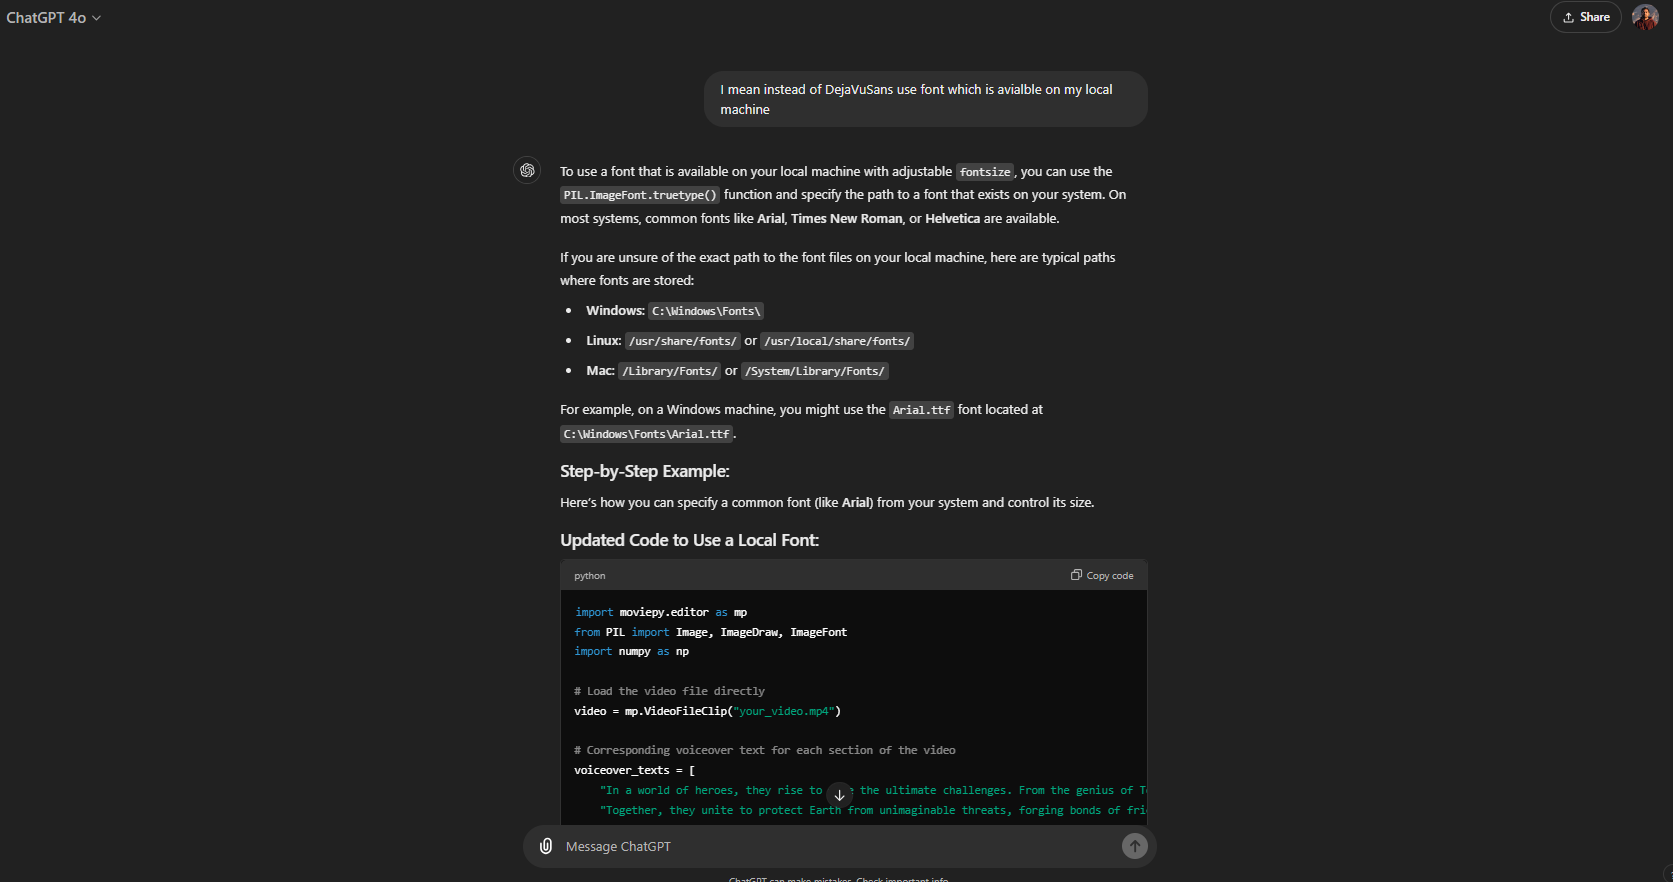 ChatGPT 4o
Share
I mean instead of DejaVuSans use font which is avialble on my local
machine
To use a font that is available on your local machine with adjustable fontsize, you can use the
PIL.ImageFont.truetype() function and specify the path to a font that exists on your system. On
most systems, common fonts like Arial, Times New Roman, or Helvetica are available.
If you are unsure of the exact path to the font files on your local machine, here are typical paths
where fonts are stored:
• Windows: C:\Windows\Fonts\
• Linux: /usr/share/fonts/ or /usr/local/share/fonts/
• Mac: /Library/Fonts/ or /System/Library/Fonts/
For example, on a Windows machine, you might use the Arial.ttf font located at
C:\Windows\Fonts\Arial.ttf.
Step-by-Step Example:
Here's how you can specify a common font (like Arial) from your system and control its size.
Updated Code to Use a Local Font:
python
Copy code
import moviepy.editor as mp
from PIL import Image, ImageDraw, ImageFont
import numpy as np
# Load the video file directly
video = mp.VideoFileClip("your_video.mp4")
# Corresponding voiceover text for each section of the video
voiceover_texts = [
"In a world of heroes, they rise to the ultimate challenges. From the genius of
"Together, they unite to protect Earth from unimaginable threats, forging bonds of
Message ChatGPT
ChatGPT can make mistakes. Check important info.